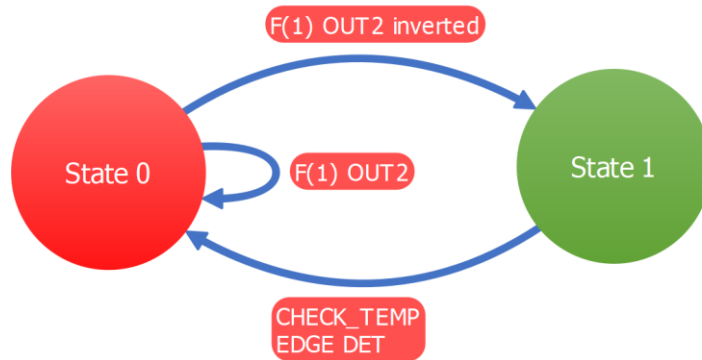 F(1) OUT2 inverted
State 0
F(1) OUT2
State 1
CHECK_TEMP
EDGE DET